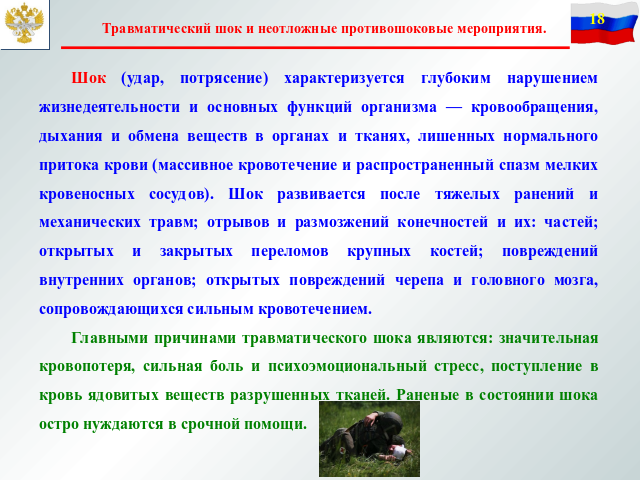 Травматический шок и неотложные противошоковые мероприятия.
18
Шок (удар, потрясение) характеризуется глубоким нарушением
жизнедеятельности и основных функций организма — кровообращения,
дыхания и обмена веществ в органах и тканях, лишенных нормального
притока крови (массивное кровотечение и распространенный спазм мелких
кровеносных сосудов). Шок развивается после тяжелых ранений и
механических травм; отрывов и размозжений конечностей и их: частей;
открытых и закрытых переломов крупных костей; повреждений
внутренних органов; открытых повреждений черепа и головного мозга,
сопровождающихся сильным кровотечением.
Главными причинами травматического шока являются: значительная
кровопотеря, сильная боль и психоэмоциональный стресс, поступление в
кровь ядовитых веществ разрушенных тканей. Раненые в состоянии шока
остро нуждаются в срочной помощи.